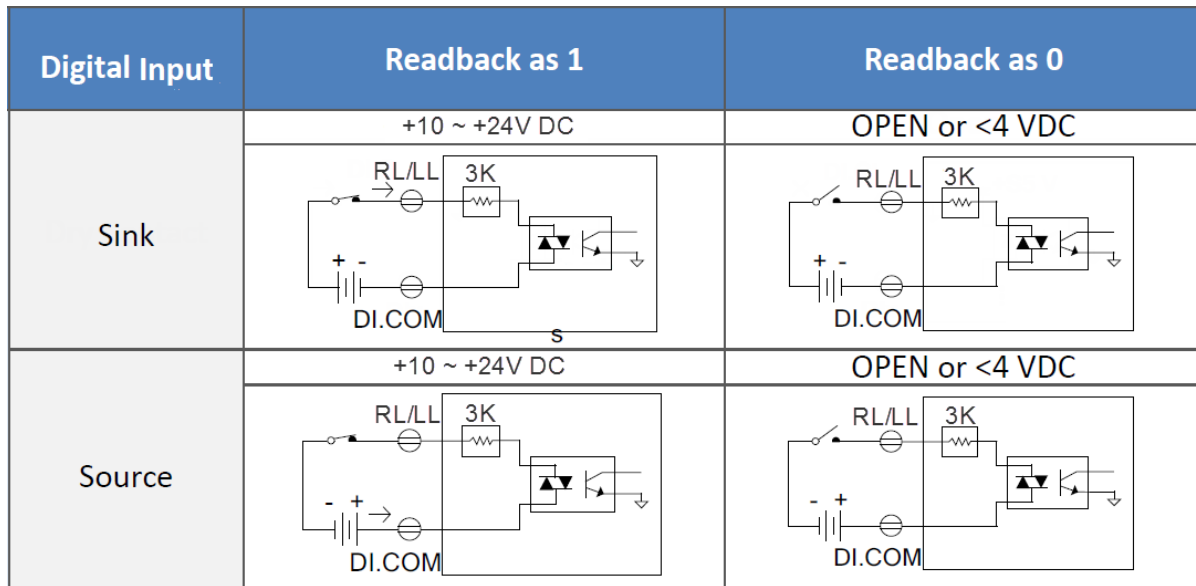 Digital Input
Readback as 1
Readback as 0
Sink
+10 ~ +24V DC
OPEN or <4 VDC
RL/LL 3K
+ -
DI.COM
s
RL/LL 3K
+ -
DI.COM
Source
+10 ~ +24V DC
OPEN or <4 VDC
RL/LL 3K
- +
DI.COM
RL/LL 3K
- +
DI.COM